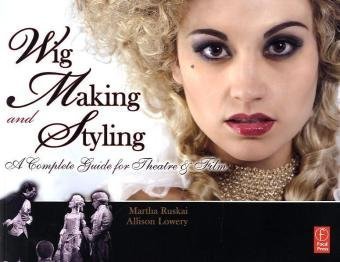 Wig
Making
and
Styling
A Complete Guide for Theatre & Film
Martha Ruskai
Allison Lowery
Focal
Press